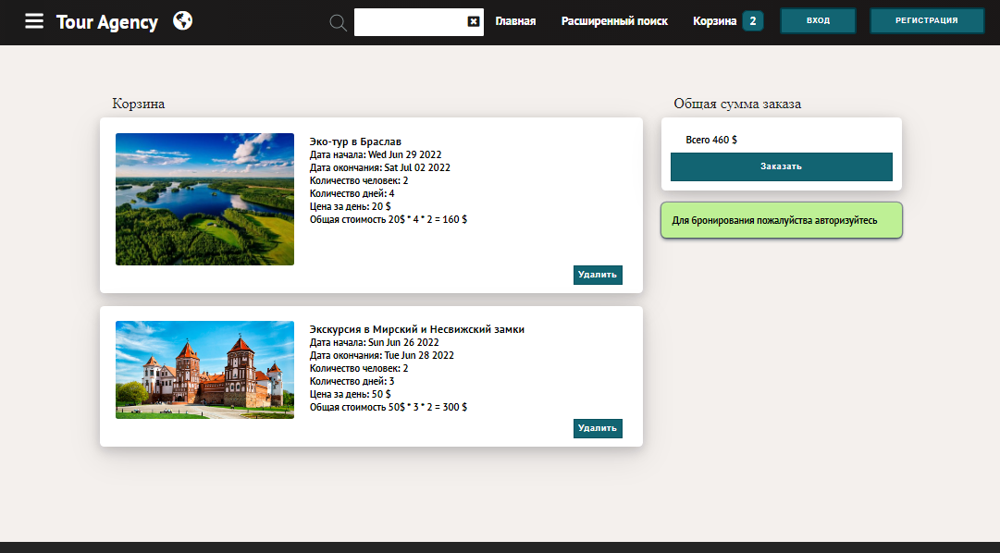 Tour Agency
Главная
Расширенный поиск
Корзина 2
ВХОД
РЕГИСТРАЦИЯ
Корзина
Эко-тур в Браслав
Дата начала: Wed Jun 29 2022
Дата окончания: Sat Jul 02 2022
Количество человек: 2
Количество дней: 4
Цена за день: 20 $
Общая стоимость 20$ * 4 * 2 = 160 $
Удалить
Экскурсия в Мирский и Несвижский замки
Дата начала: Sun Jun 26 2022
Дата окончания: Tue Jun 28 2022
Количество человек: 2
Количество дней: 3
Цена за день: 50 $
Общая стоимость 50$ * 3 * 2 = 300 $
Удалить
Общая сумма заказа
Всего 460 $
Заказать
Для бронирования пожалуйства авторизуйтесь